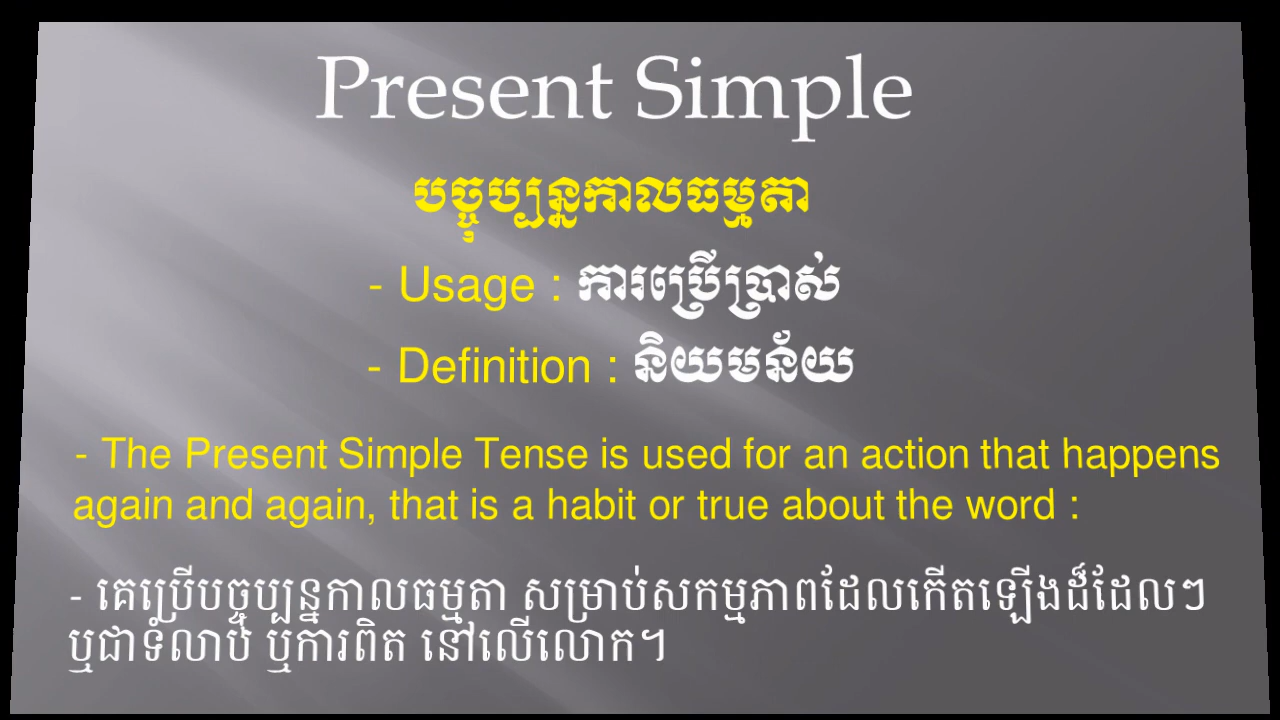 Present Simple
បច្ចុប្បន្នកាលធម្មតា
- Usage : ការប្រើប្រាស់
- Definition : និយមន័យ
- The Present Simple Tense is used for an action that happens
again and again, that is a habit or true about the word :
- គេប្រើបច្ចុប្បន្នកាលធម្មតា សម្រាប់សកម្មភាពដែលកើតឡើងដ៏ដែលៗ
ឬជាទំលាប់ ឬការពិត នៅលើលោក។